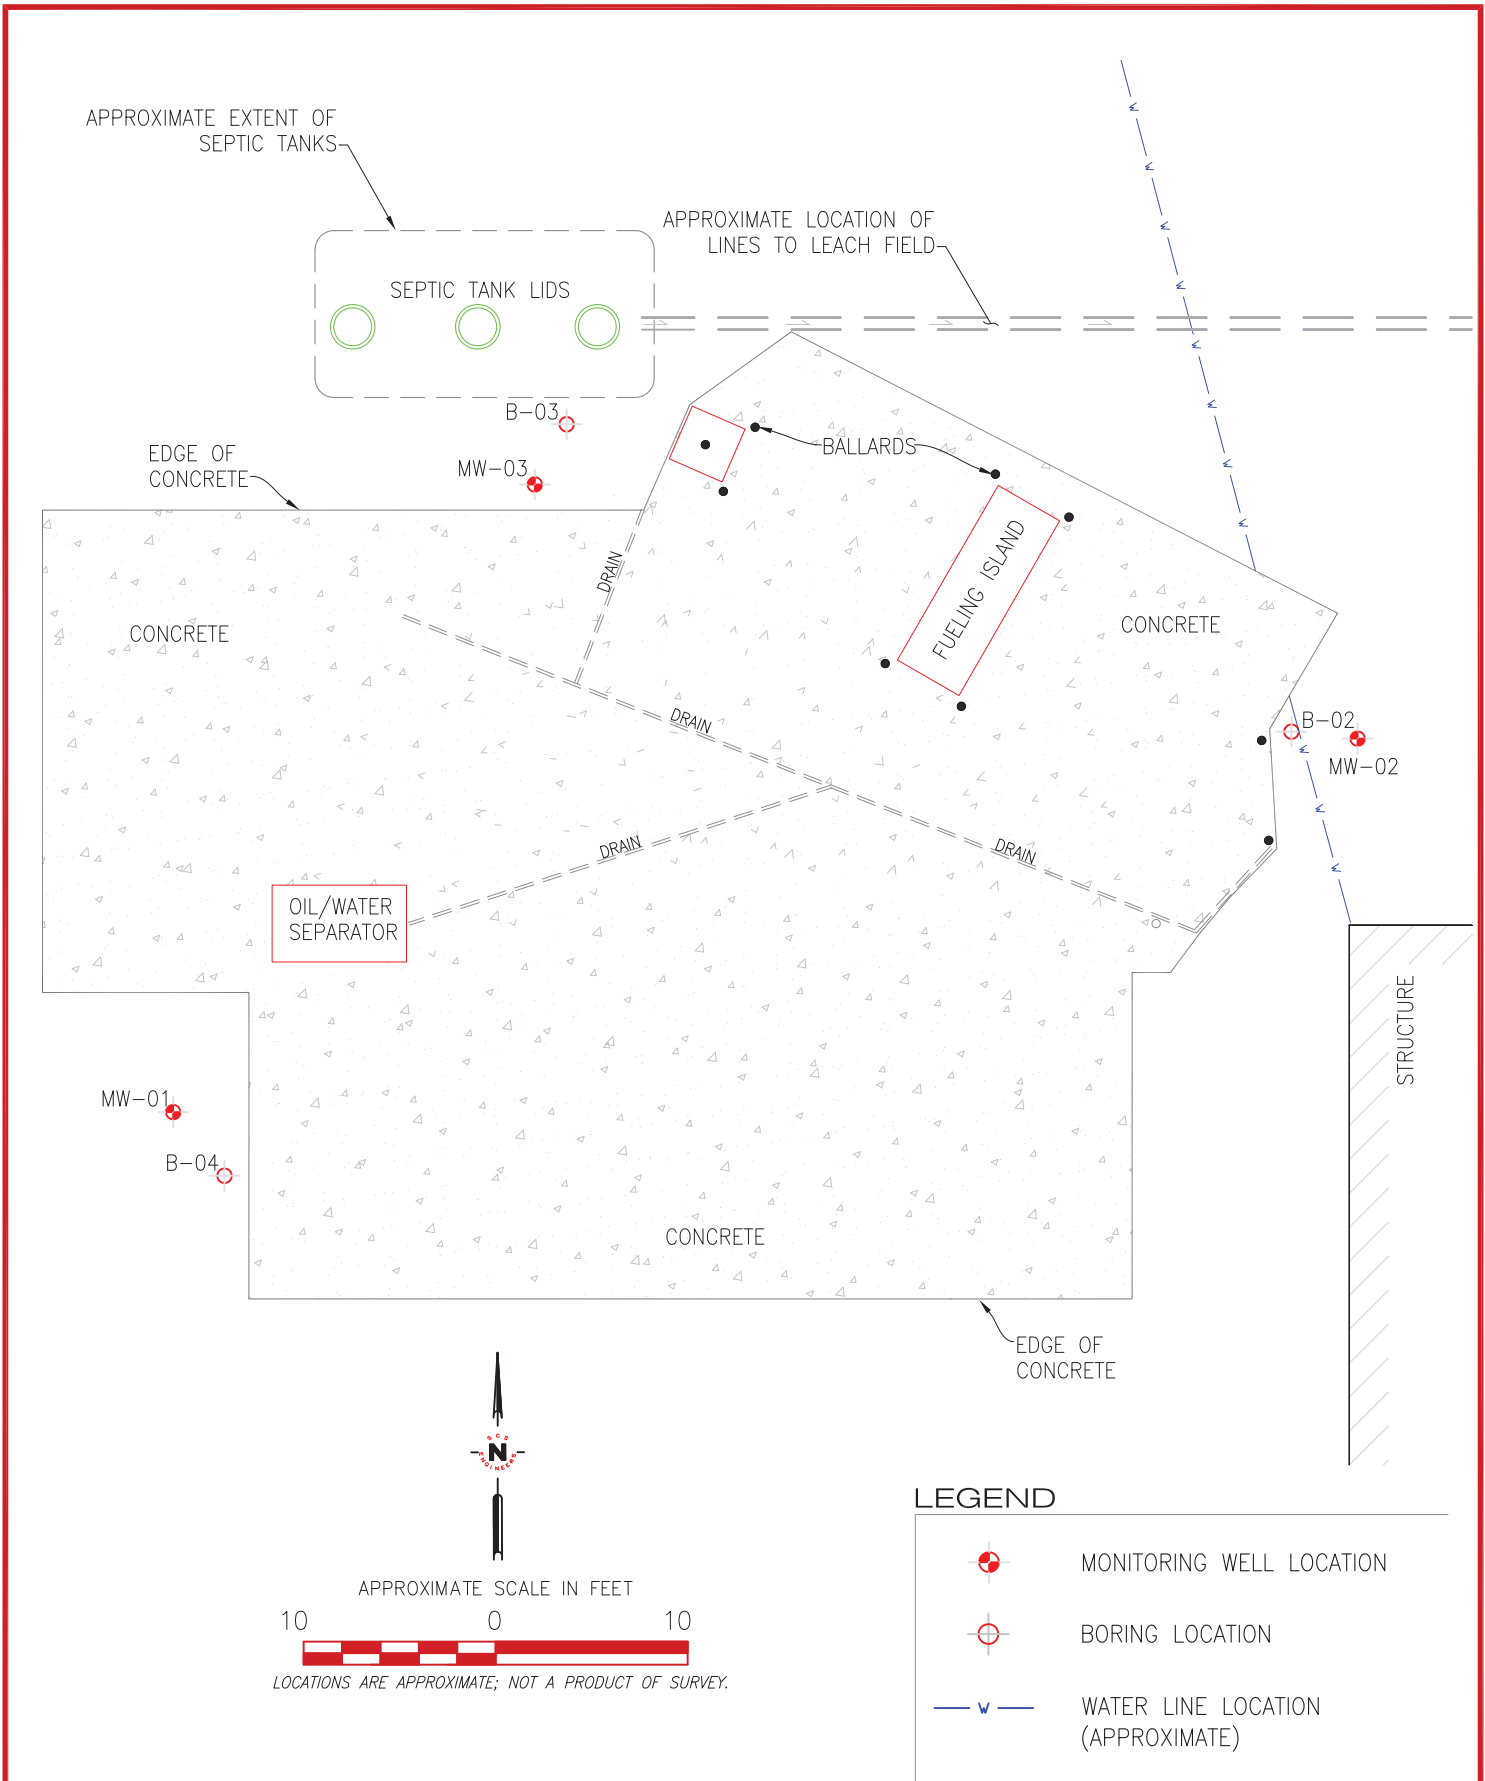 APPROXIMATE EXTENT OF
SEPTIC TANKS
APPROXIMATE LOCATION OF
LINES TO LEACH FIELD
SEPTIC TANK LIDS
B-03
MW-03
EDGE OF
CONCRETE
BALLARDS
DRAIN
FUELING ISLAND
CONCRETE
CONCRETE
DRAIN
B-02
MW-02
DRAIN
DRAIN
OIL/WATER
SEPARATOR
STRUCTURE
MW-01
B-04
CONCRETE
EDGE OF
CONCRETE
W
W
W
W
W
W
W
W
W
W
W
SCS
N
ENGINEERS
APPROXIMATE SCALE IN FEET
10 0 10
LOCATIONS ARE APPROXIMATE; NOT A PRODUCT OF SURVEY.
LEGEND
MONITORING WELL LOCATION
BORING LOCATION
W
WATER LINE LOCATION
(APPROXIMATE)